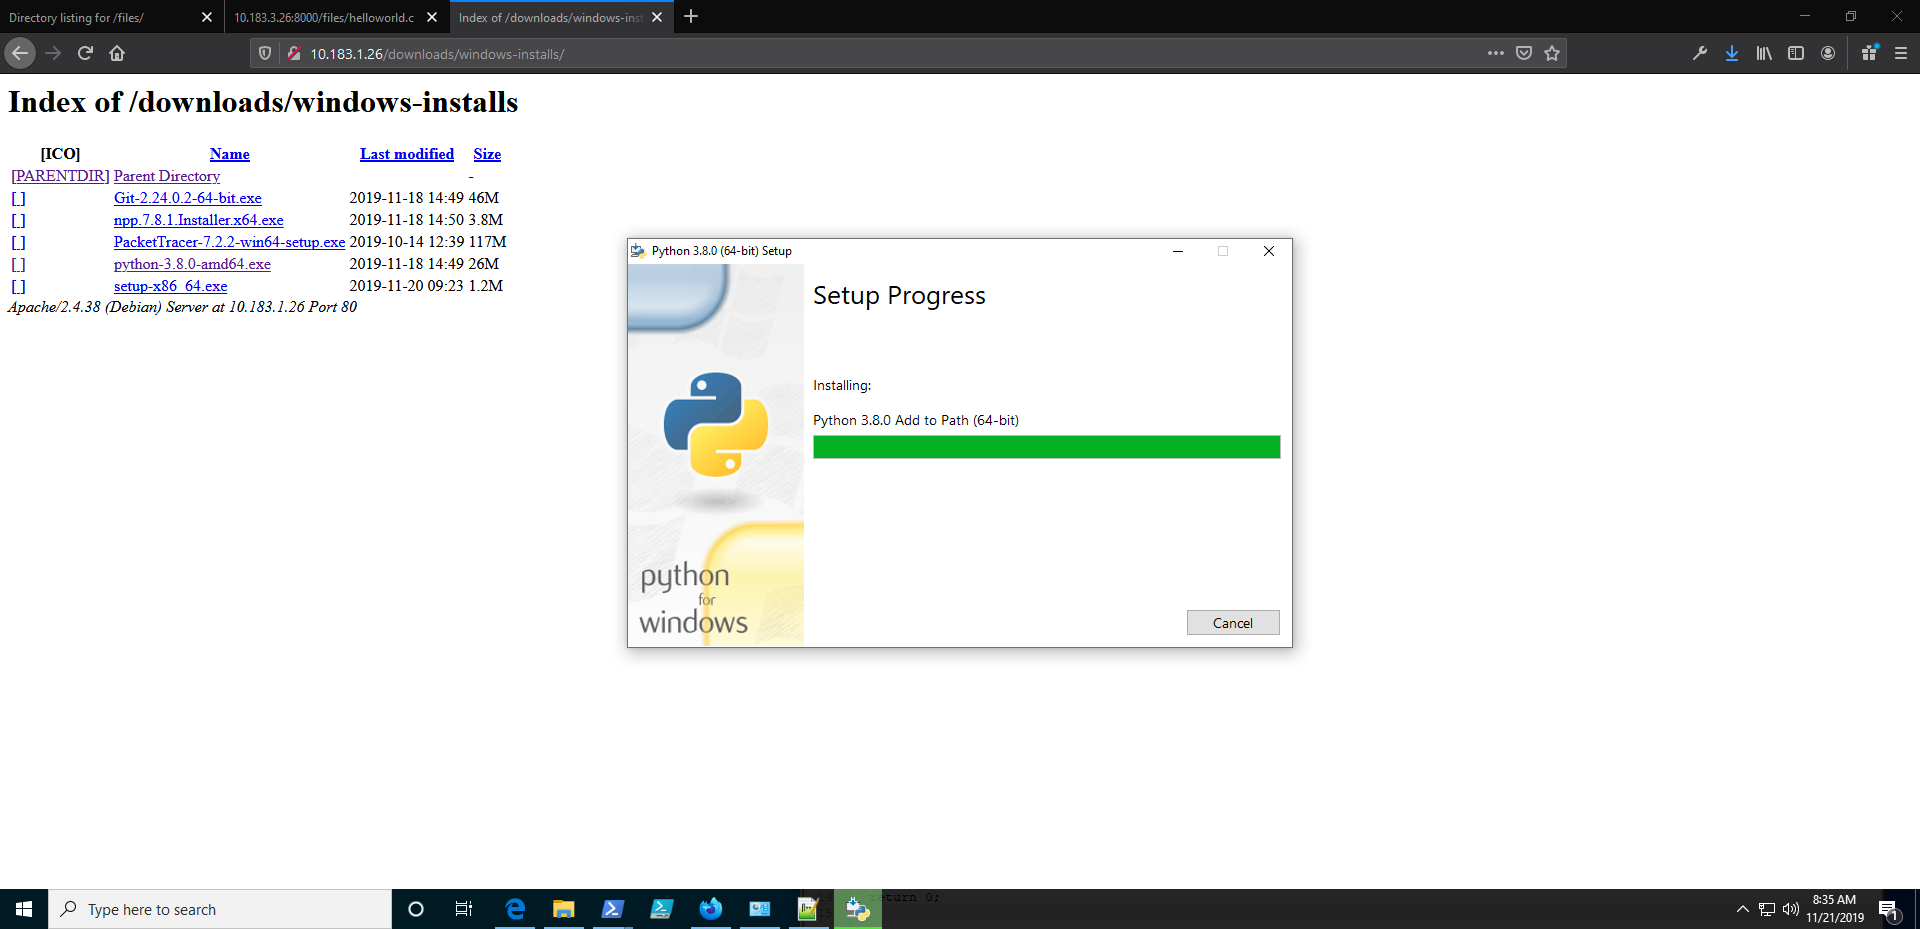 Directory listing for /files/
10.183.3.26:8000/files/helloworld.c
Index of /downloads/windows-inst
10.183.1.26/downloads/windows-installs/
Index of /downloads/windows-installs
[ICO] Name Last modified Size
[PARENTDIR] Parent Directory -
[ ] Git-2.24.0.2-64-bit.exe 2019-11-18 14:49 46M
[ ] npp.7.8.1.Installer.x64.exe 2019-11-18 14:50 3.8M
[ ] PacketTracer-7.2.2-win64-setup.exe 2019-10-14 12:39 117M
[ ] python-3.8.0-amd64.exe 2019-11-18 14:49 26M
[ ] setup-x86_64.exe 2019-11-20 09:23 1.2M
Apache/2.4.38 (Debian) Server at 10.183.1.26 Port 80
Python 3.8.0 (64-bit) Setup
Setup Progress
Installing:
Python 3.8.0 Add to Path (64-bit)
python
for
windows
Cancel
return 0;
Type here to search
8:35 AM
11/21/2019
1